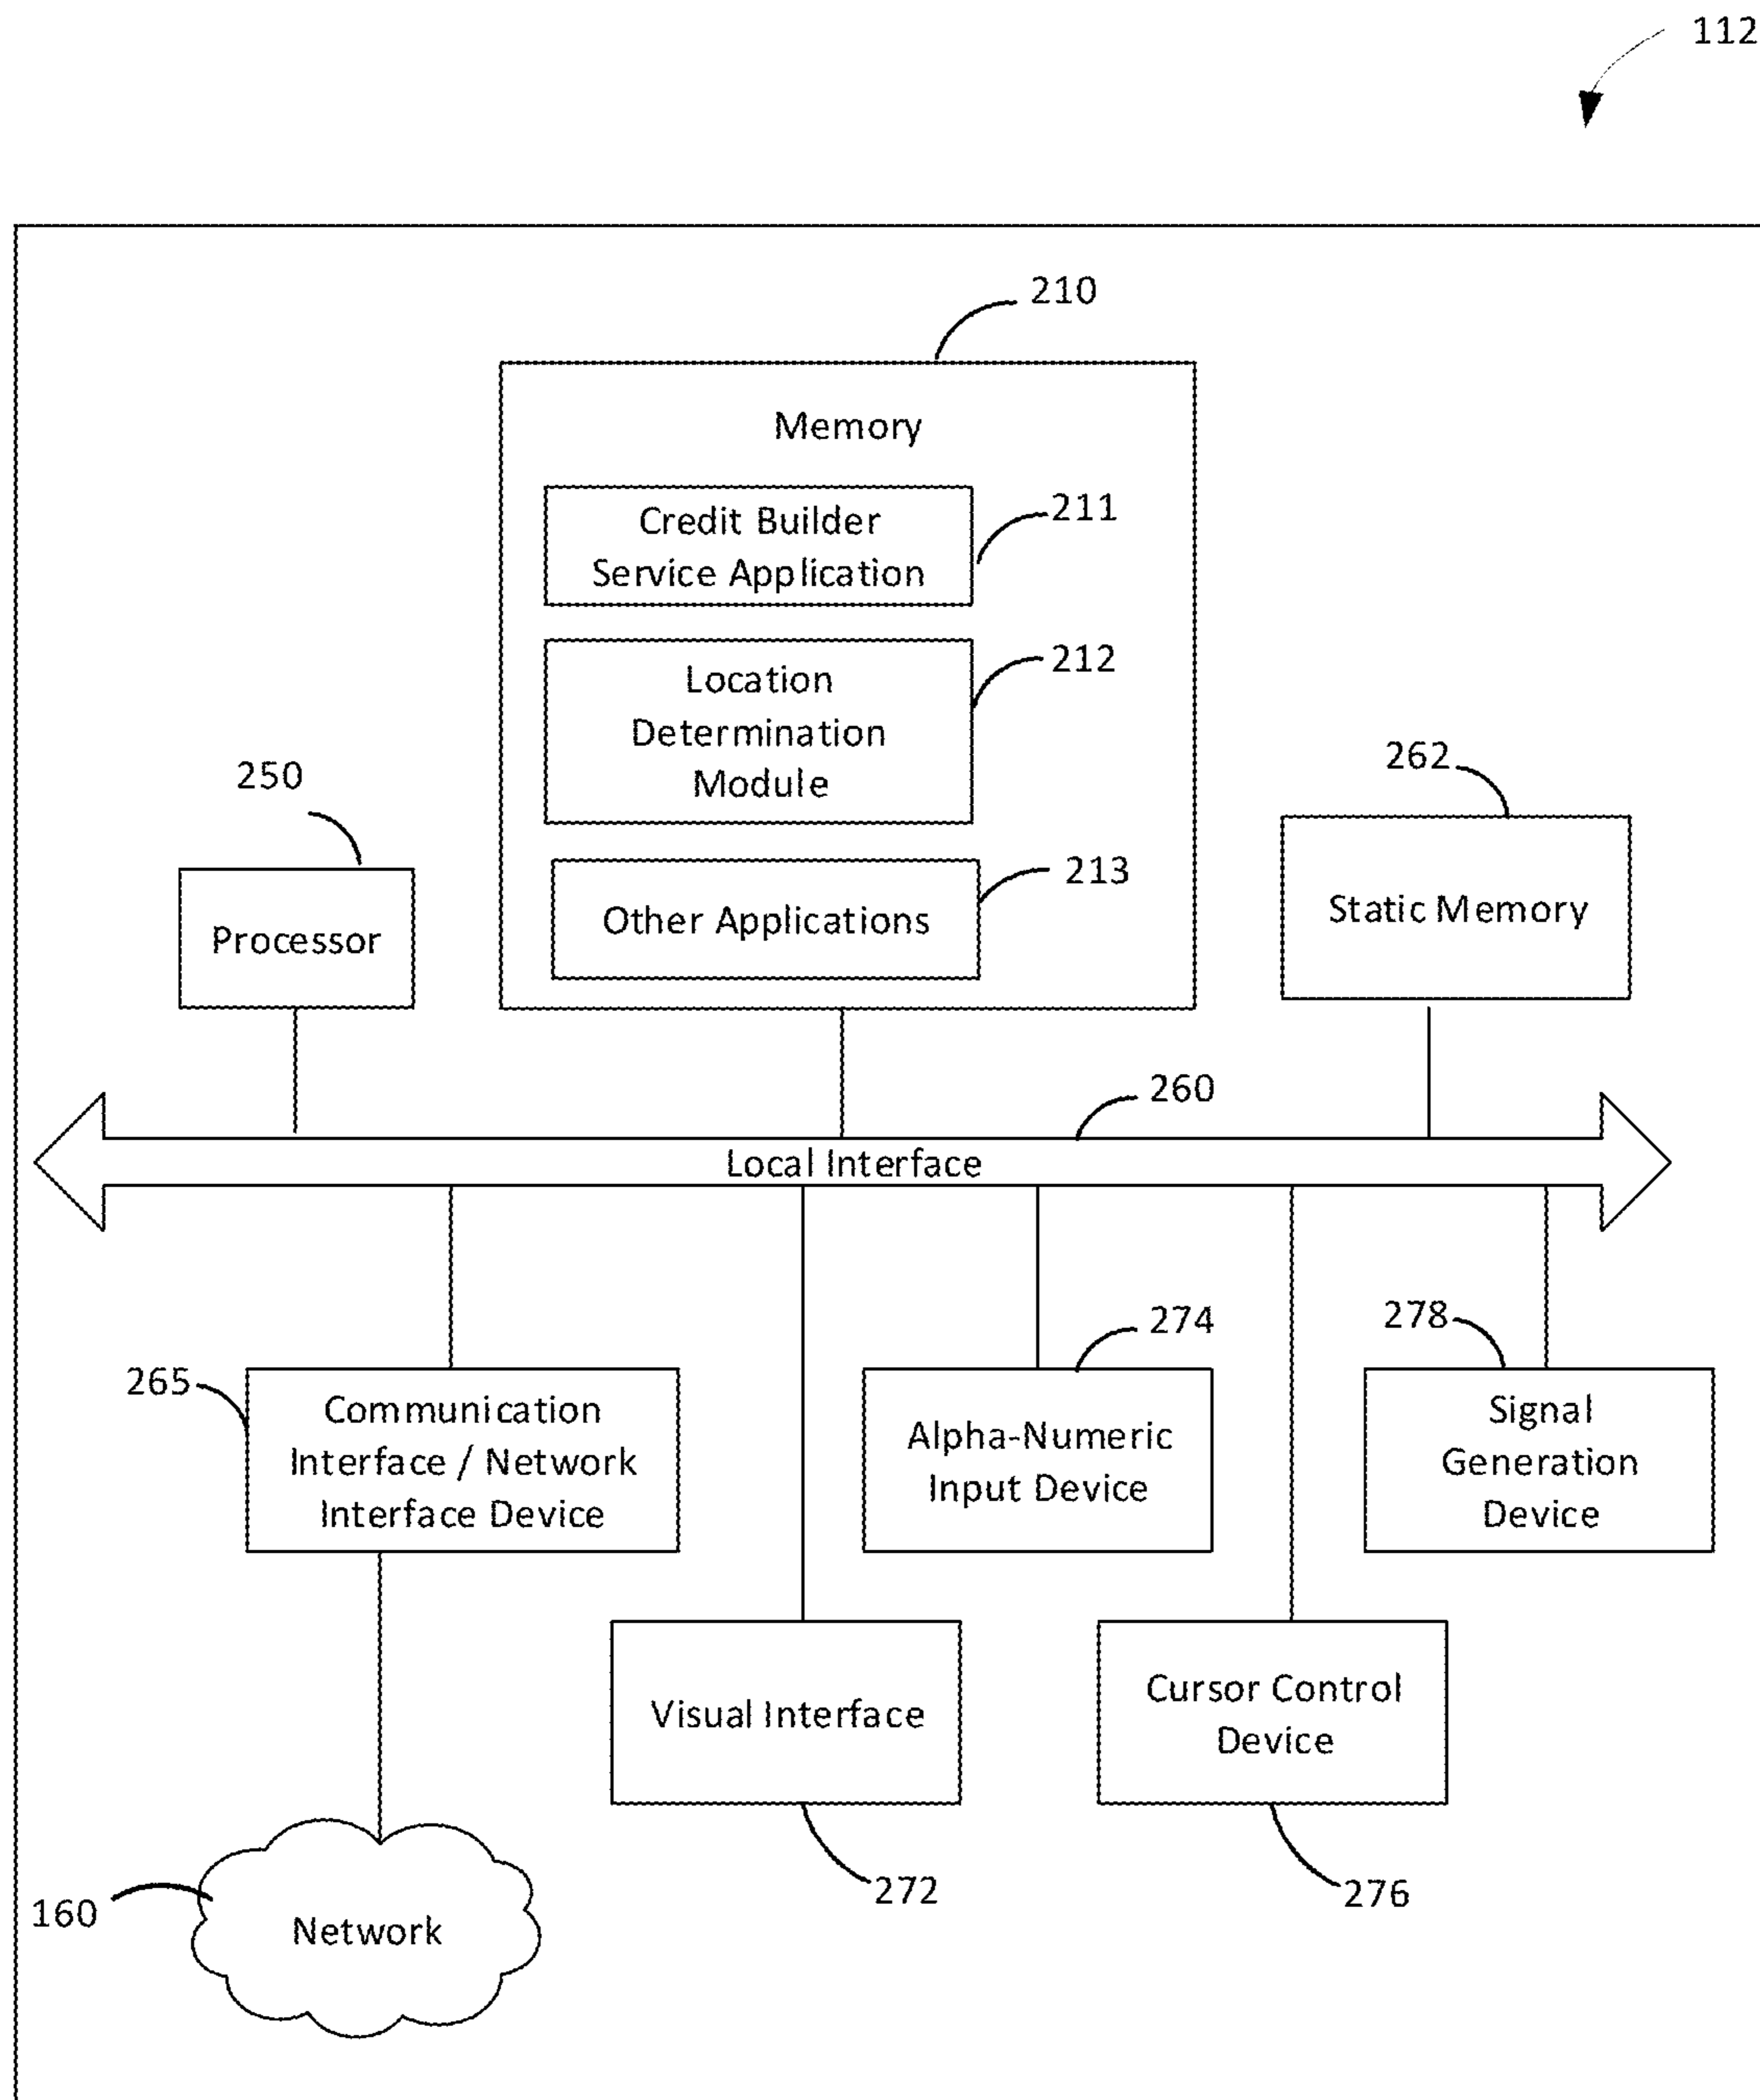 112
210
Memory
Credit Builder
Service Application
211
Location
Determination
Module
212
Other Applications
213
250
Processor
262
Static Memory
260
Local Interface
265
Communication
Interface / Network
Interface Device
274
Alpha-Numeric
Input Device
278
Signal
Generation
Device
Visual Interface
272
Cursor Control
Device
276
160
Network